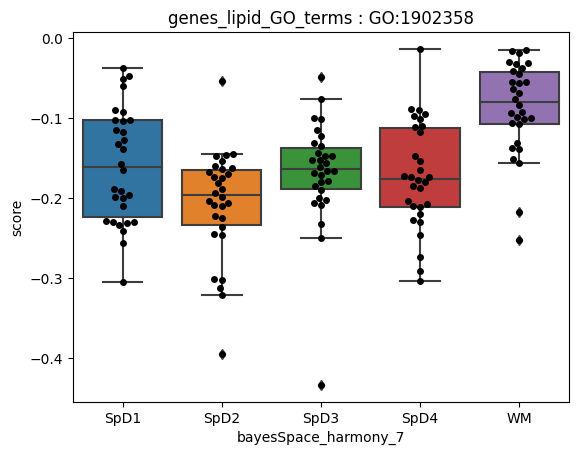 genes_lipid_GO_terms : GO:1902358
0.0
−0.1
−0.2
−0.3
−0.4
score
SpD1 SpD2 SpD3 SpD4 WM
bayesSpace_harmony_7